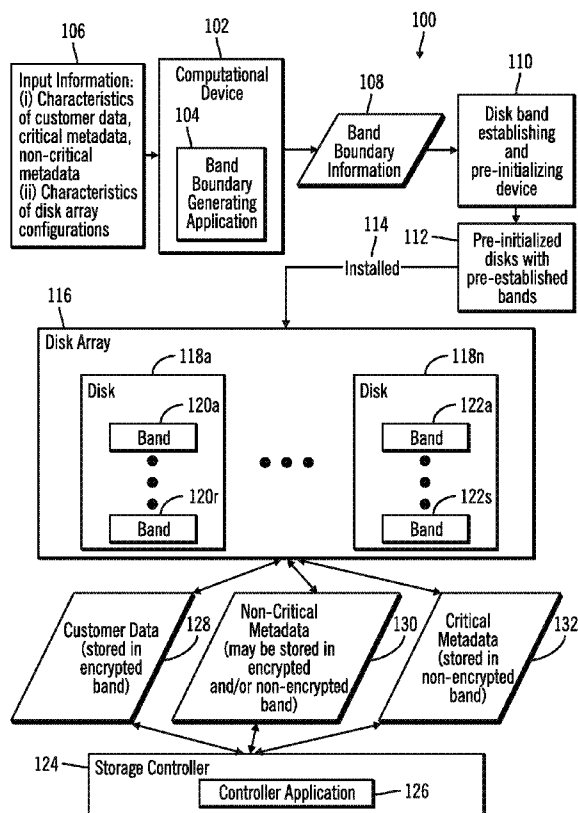 100
106
Input Information:
(i) Characteristics
of customer data,
critical metadata,
non-critical
metadata
(ii) Characteristics
of disk array
configurations
102
Computational
Device
104
Band
Boundary
Generating
Application
108
Band
Boundary
Information
110
Disk band
establishing
and
pre-initializing
device
112
Pre-initialized
disks with
pre-established
bands
114
Installed
116
Disk Array
118a
Disk
120a
Band
120r
Band
118n
Disk
122a
Band
122s
Band
Customer Data
(stored in
encrypted
band)
128
Non-Critical
Metadata
(may be stored in
encrypted
and/or non-encrypted
band)
130
Critical
Metadata
(stored in
non-encrypted
band)
132
124
Storage Controller
Controller Application
126